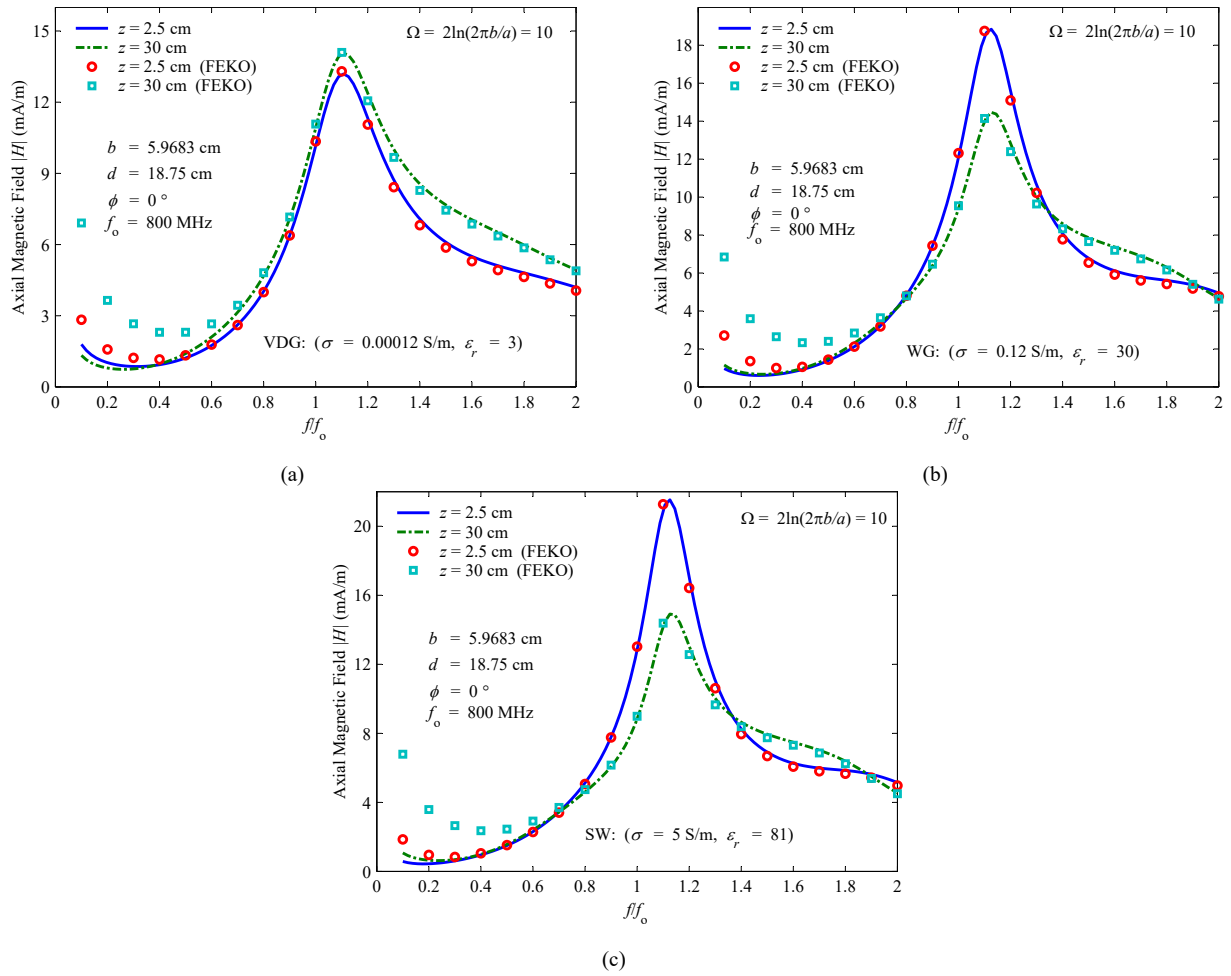 z = 2.5 cm
z = 30 cm
z = 2.5 cm (FEKO)
z = 30 cm (FEKO)
Ω = 2ln(2πb/a) = 10
b = 5.9683 cm
d = 18.75 cm
ϕ = 0 °
f₀ = 800 MHz
VDG: (σ = 0.00012 S/m, εᵣ = 3)
Axial Magnetic Field |H| (mA/m)
15
12
9
6
3
0
0 0.2 0.4 0.6 0.8 1 1.2 1.4 1.6 1.8 2
f/f₀
(a)
z = 2.5 cm
z = 30 cm
z = 2.5 cm (FEKO)
z = 30 cm (FEKO)
Ω = 2ln(2πb/a) = 10
b = 5.9683 cm
d = 18.75 cm
ϕ = 0 °
f₀ = 800 MHz
WG: (σ = 0.12 S/m, εᵣ = 30)
Axial Magnetic Field |H| (mA/m)
18
16
14
12
10
8
6
4
2
0
0 0.2 0.4 0.6 0.8 1 1.2 1.4 1.6 1.8 2
f/f₀
(b)
z = 2.5 cm
z = 30 cm
z = 2.5 cm (FEKO)
z = 30 cm (FEKO)
Ω = 2ln(2πb/a) = 10
b = 5.9683 cm
d = 18.75 cm
ϕ = 0 °
f₀ = 800 MHz
SW: (σ = 5 S/m, εᵣ = 81)
Axial Magnetic Field |H| (mA/m)
20
16
12
8
4
0
0 0.2 0.4 0.6 0.8 1 1.2 1.4 1.6 1.8 2
f/f₀
(c)